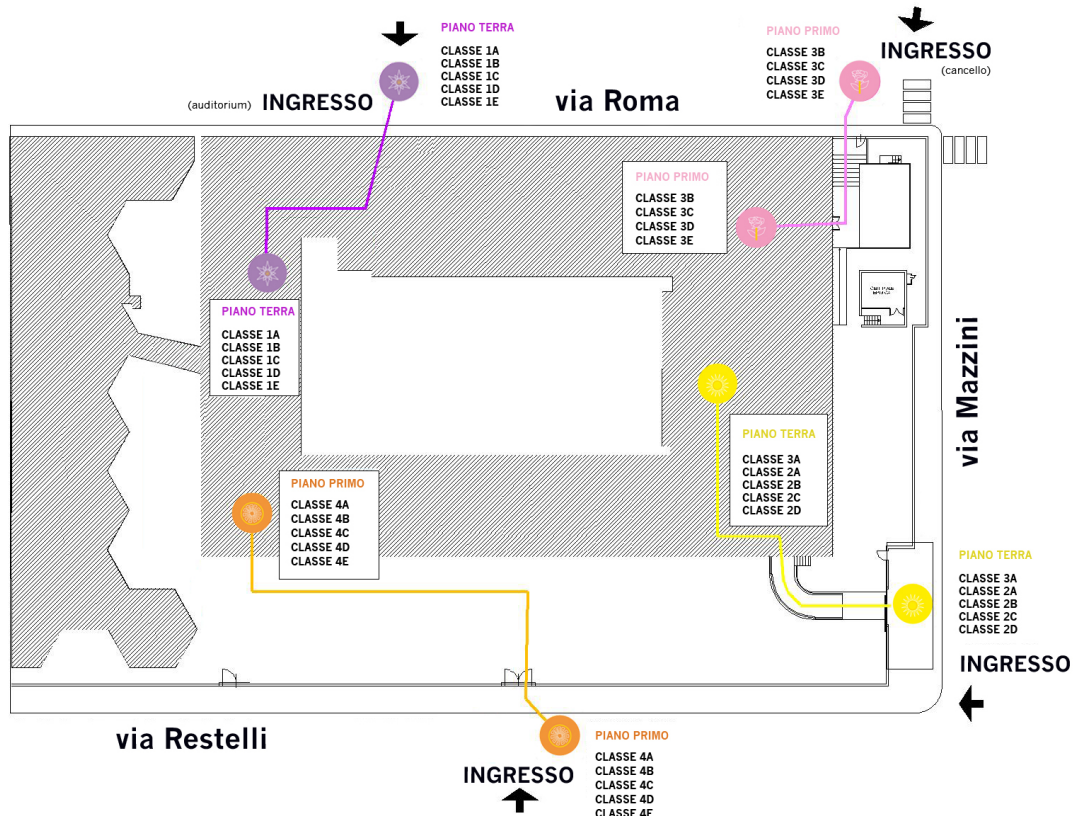 PIANO TERRA
CLASSE 1A
CLASSE 1B
CLASSE 1C
CLASSE 1D
CLASSE 1E
(auditorium) INGRESSO
via Roma
PIANO PRIMO
CLASSE 3B
CLASSE 3C
CLASSE 3D
CLASSE 3E
INGRESSO
(cancello)
PIANO PRIMO
CLASSE 3B
CLASSE 3C
CLASSE 3D
CLASSE 3E
PIANO TERRA
CLASSE 1A
CLASSE 1B
CLASSE 1C
CLASSE 1D
CLASSE 1E
via Mazzini
PIANO TERRA
CLASSE 3A
CLASSE 2A
CLASSE 2B
CLASSE 2C
CLASSE 2D
PIANO PRIMO
CLASSE 4A
CLASSE 4B
CLASSE 4C
CLASSE 4D
CLASSE 4E
PIANO TERRA
CLASSE 3A
CLASSE 2A
CLASSE 2B
CLASSE 2C
CLASSE 2D
INGRESSO
via Restelli
PIANO PRIMO
CLASSE 4A
CLASSE 4B
CLASSE 4C
CLASSE 4D
CLASSE 4E
INGRESSO